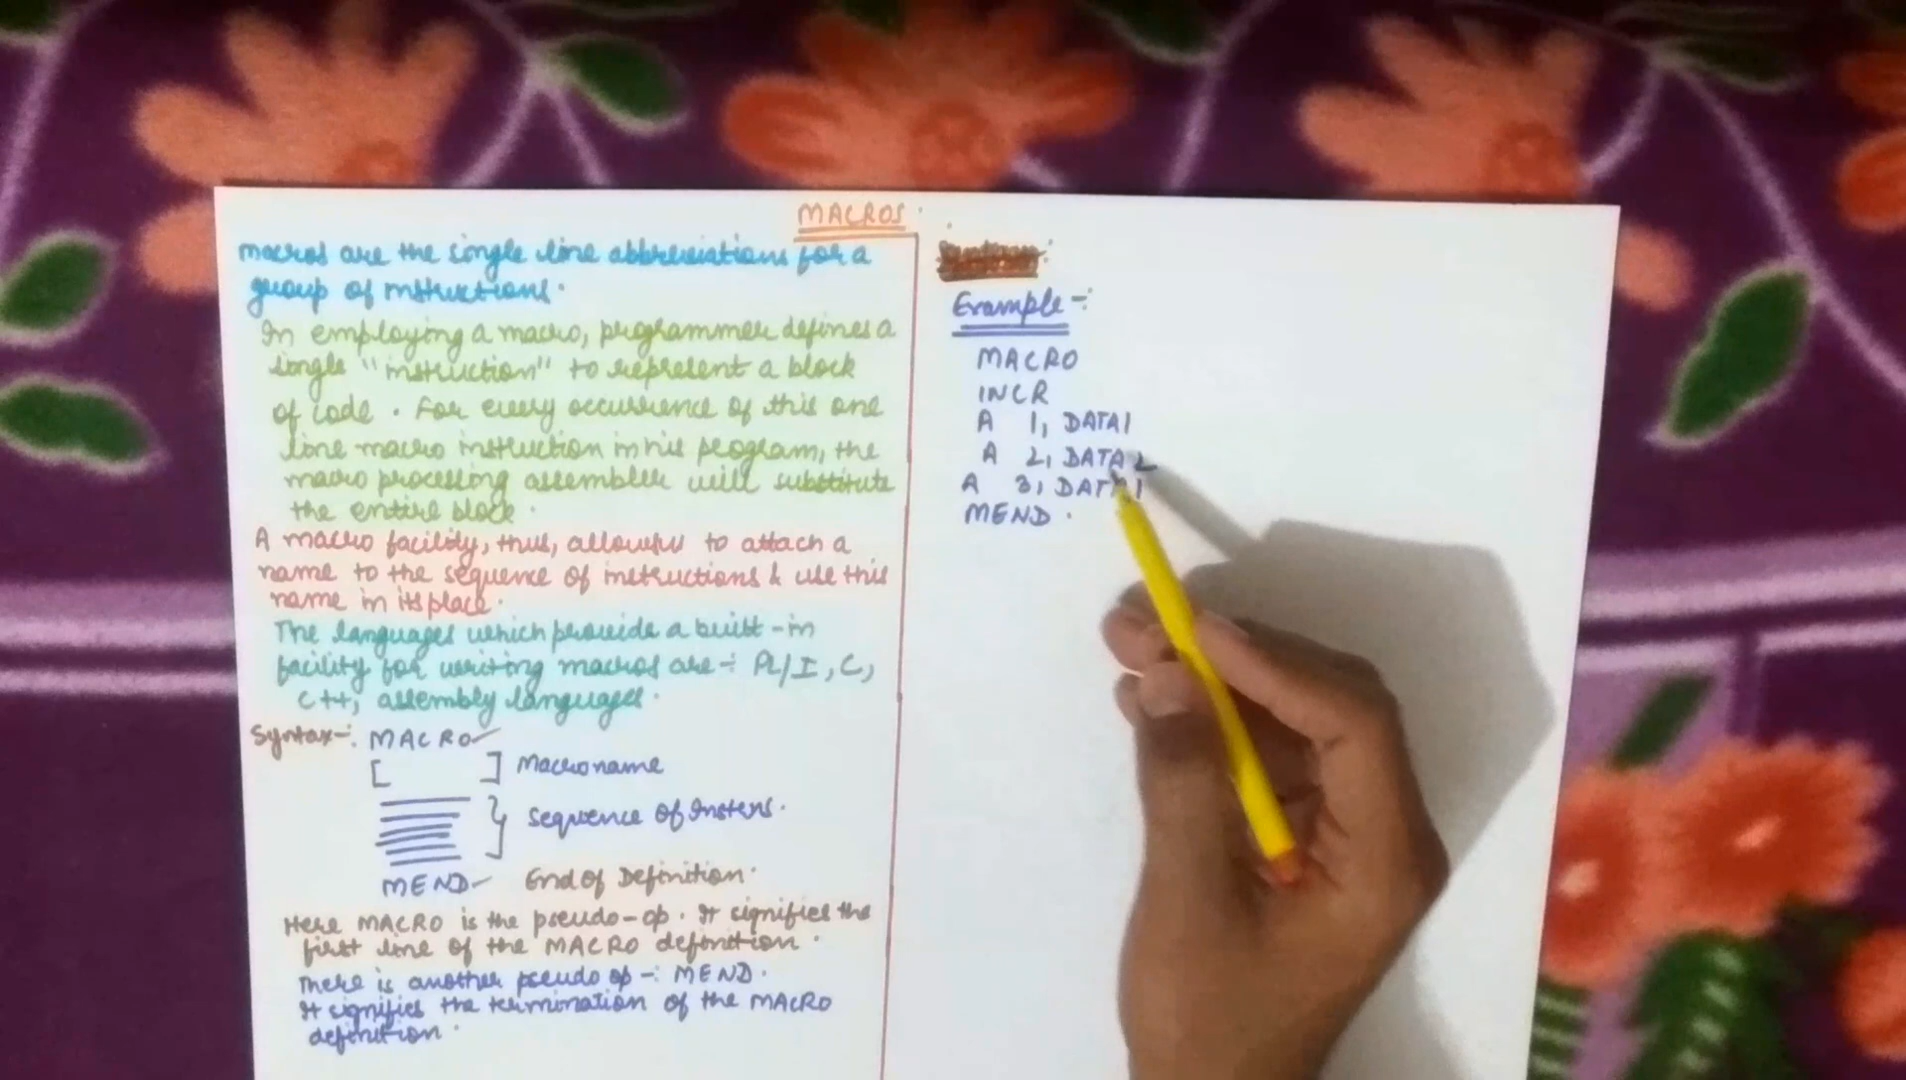 MACROS
macros are the single line abbreviations for a
group of instructions.
In employing a macro, programmer defines a
single "instruction" to represent a block
of code. For every occurrence of this one
line macro instruction in his program, the
macro processing assembler will substitute
the entire block.
A macro facility, thus, allows us to attach a
name to the sequence of instructions & use this
name in its place.
The languages which provide a built-in
facility for writing macros are -: PL/I, C,
C++, assembly languages.
Syntax-: MACRO
[ ] Macroname
Sequence of Instrns.
MEND End of Definition.
Here MACRO is the pseudo-op. It signifies the
first line of the MACRO definition.
There is another pseudo op -: MEND.
It signifies the termination of the MACRO
definition.
Example -:
MACRO
INCR
A 1, DATA1
A 2, DATA2
A 3, DATA1
MEND.